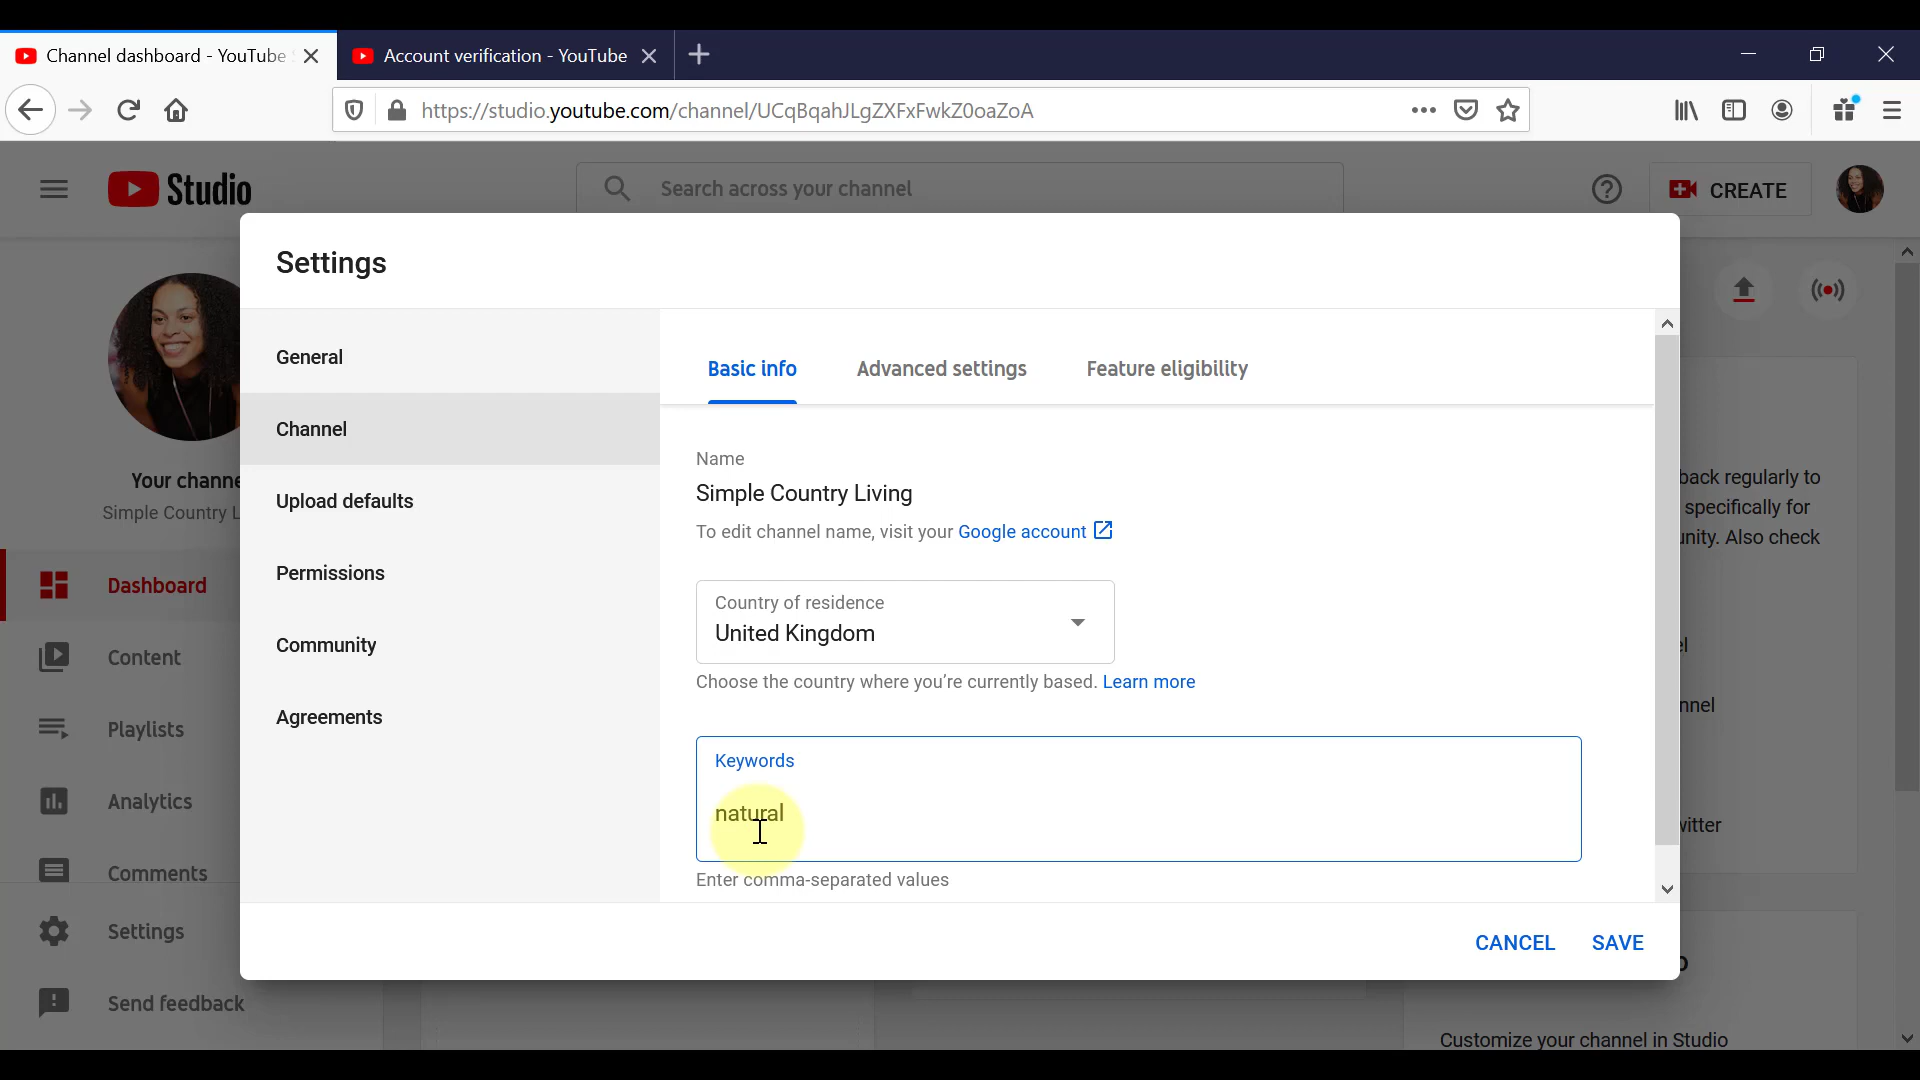 Channel dashboard - YouTube S
Account verification - YouTube
https://studio.youtube.com/channel/UCqBqahJLgZXFxFwkZ0oaZoA
Studio
Search across your channel
CREATE
Settings
General
Channel
Upload defaults
Permissions
Community
Agreements
Basic info
Advanced settings
Feature eligibility
Name
Simple Country Living
To edit channel name, visit your Google account
Country of residence
United Kingdom
Choose the country where you're currently based. Learn more
Keywords
natural
Enter comma-separated values
CANCEL
SAVE
Your channe
Simple Country L
Dashboard
Content
Playlists
Analytics
Comments
Settings
Send feedback
back regularly to
specifically for
unity. Also check
el
nnel
witter
o
Customize your channel in Studio